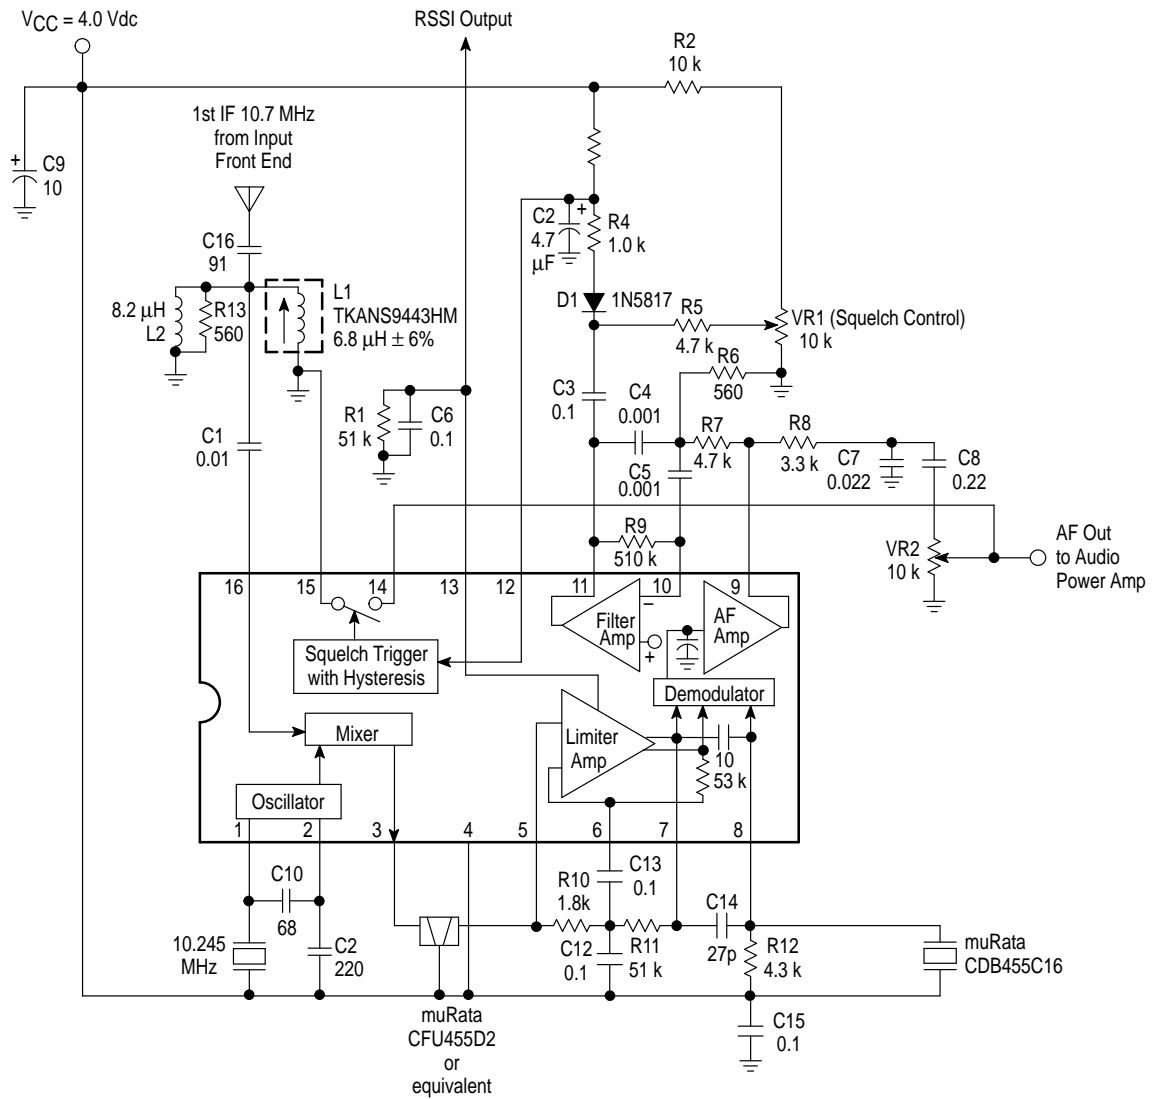 VCC = 4.0 Vdc
RSSI Output
R2
10 k
1st IF 10.7 MHz
from Input
Front End
+
C9
10
C16
91
C2
4.7
µF
+
R4
1.0 k
8.2 µH
L2
R13
560
L1
TKANS9443HM
6.8 µH ± 6%
D1
1N5817
R5
4.7 k
VR1 (Squelch Control)
10 k
R6
560
C3
0.1
C4
0.001
R1
51 k
C6
0.1
C1
0.01
R7
4.7 k
R8
3.3 k
C7
0.022
C8
0.22
C5
0.001
R9
510 k
VR2
10 k
AF Out
to Audio
Power Amp
16
15
14
13
12
11
10
9
Filter
Amp
–
+
AF
Amp
Squelch Trigger
with Hysteresis
Demodulator
Mixer
Limiter
Amp
10
53 k
Oscillator
1
2
3
4
5
6
7
8
C10
68
10.245
MHz
C2
220
R10
1.8k
C13
0.1
C12
0.1
R11
51 k
C14
27p
R12
4.3 k
muRata
CDB455C16
muRata
CFU455D2
or
equivalent
C15
0.1